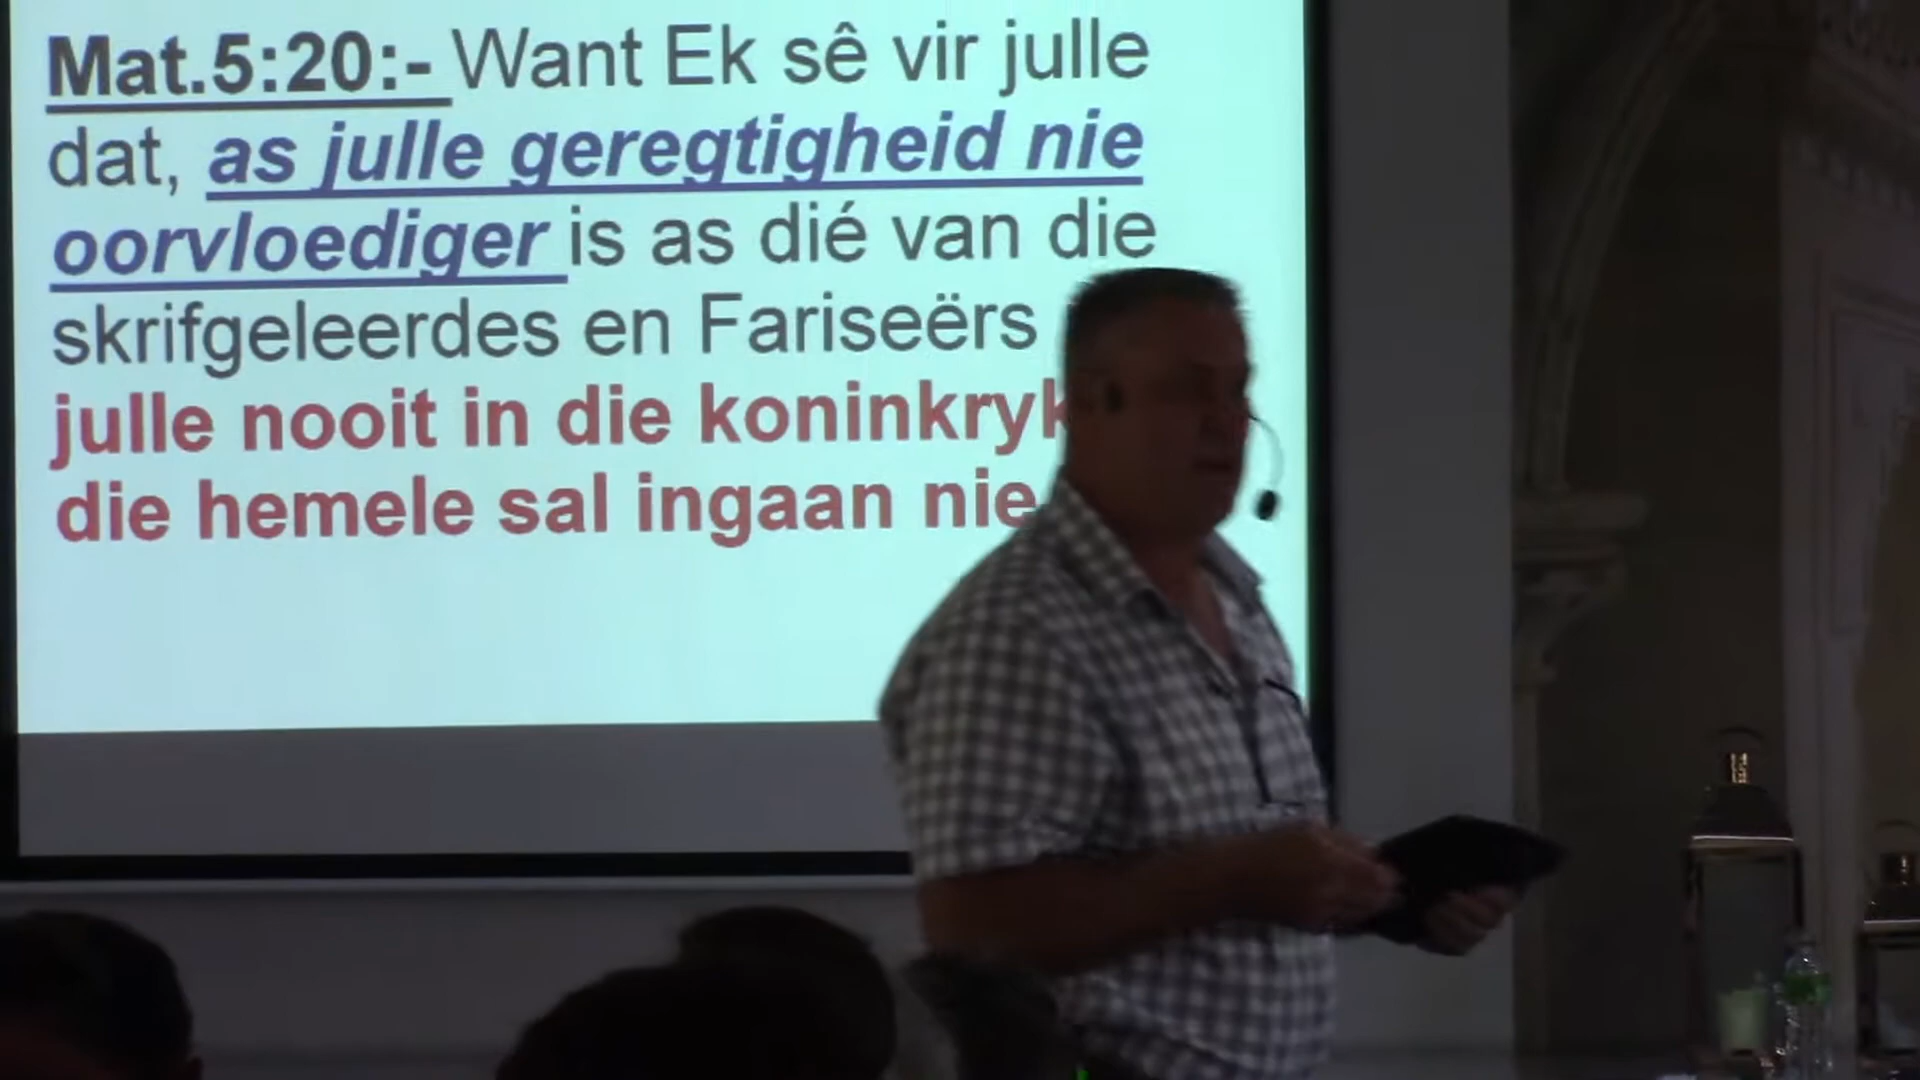 Mat.5:20:- Want Ek sê vir julle
dat, as julle geregtigheid nie
oorvloediger is as dié van die
skrifgeleerdes en Fariseërs
julle nooit in die koninkryk
die hemele sal ingaan nie